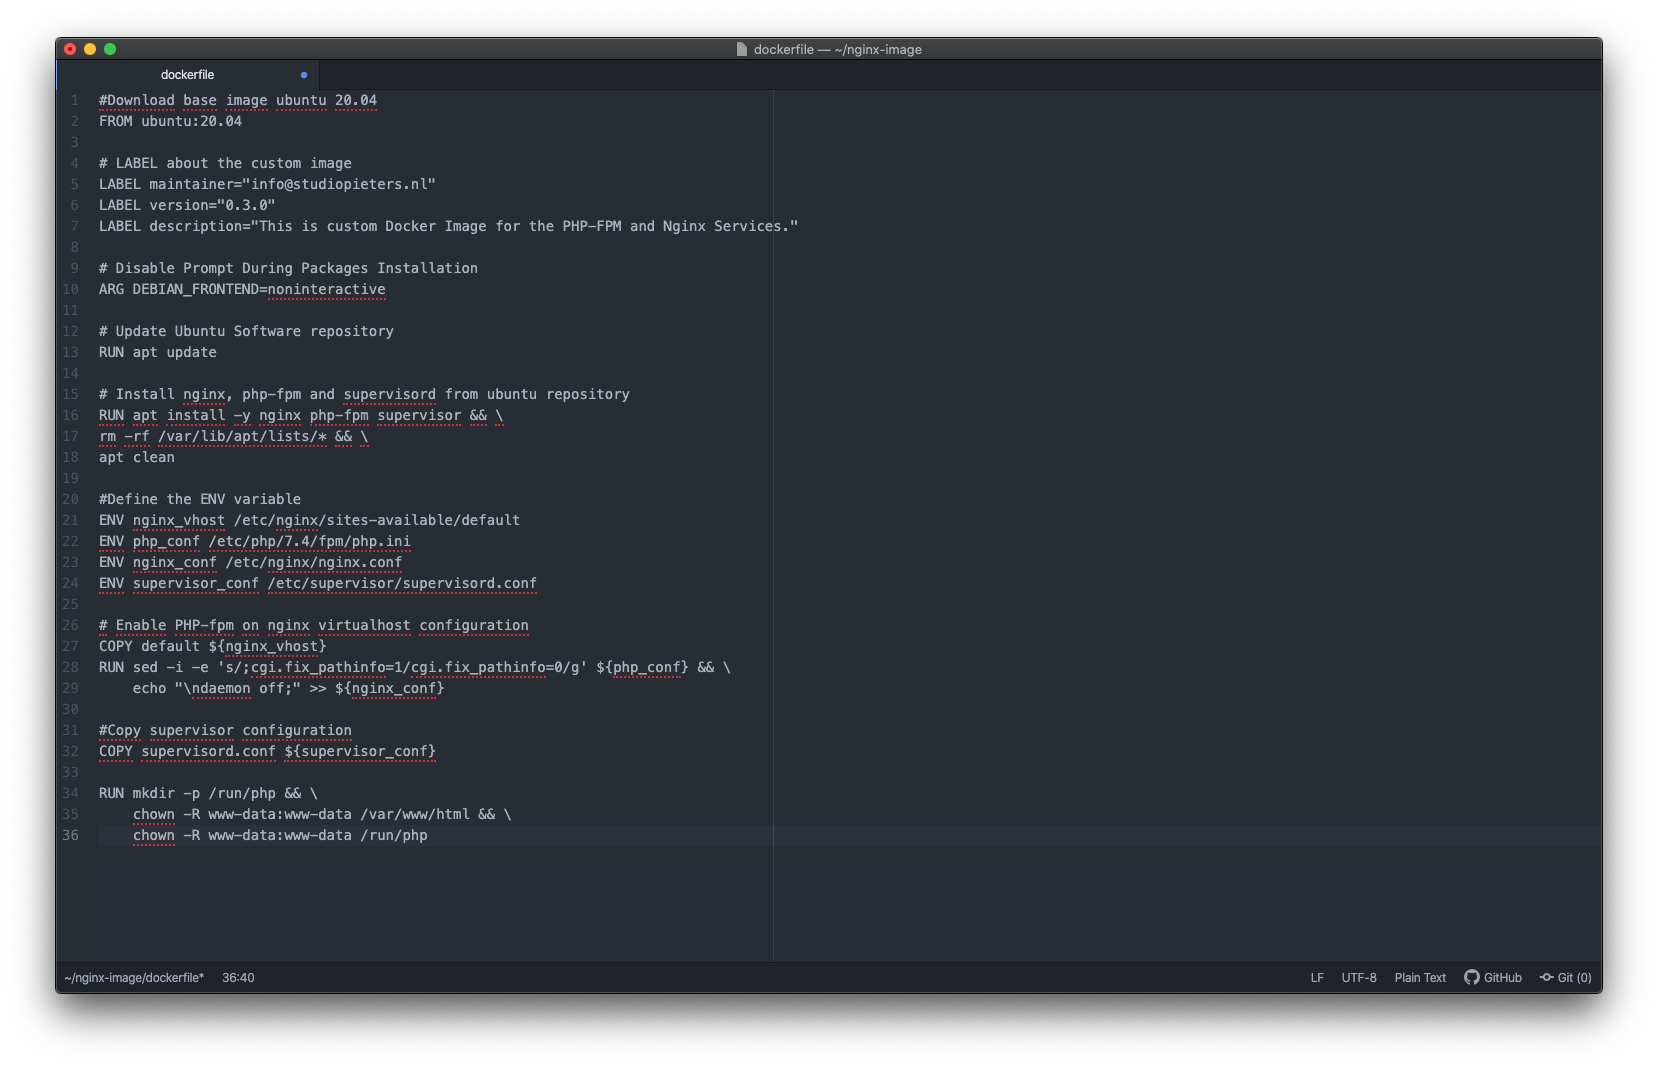 dockerfile — ~/nginx-image
dockerfile
1 #Download base image ubuntu 20.04
2 FROM ubuntu:20.04
3
4 # LABEL about the custom image
5 LABEL maintainer="info@studiopieters.nl"
6 LABEL version="0.3.0"
7 LABEL description="This is custom Docker Image for the PHP-FPM and Nginx Services."
8
9 # Disable Prompt During Packages Installation
10 ARG DEBIAN_FRONTEND=noninteractive
11
12 # Update Ubuntu Software repository
13 RUN apt update
14
15 # Install nginx, php-fpm and supervisord from ubuntu repository
16 RUN apt install -y nginx php-fpm supervisor && \
17 rm -rf /var/lib/apt/lists/* && \
18 apt clean
19
20 #Define the ENV variable
21 ENV nginx_vhost /etc/nginx/sites-available/default
22 ENV php_conf /etc/php/7.4/fpm/php.ini
23 ENV nginx_conf /etc/nginx/nginx.conf
24 ENV supervisor_conf /etc/supervisor/supervisord.conf
25
26 # Enable PHP-fpm on nginx virtualhost configuration
27 COPY default ${nginx_vhost}
28 RUN sed -i -e 's/;cgi.fix_pathinfo=1/cgi.fix_pathinfo=0/g' ${php_conf} && \
29     echo "\ndaemon off;" >> ${nginx_conf}
30
31 #Copy supervisor configuration
32 COPY supervisord.conf ${supervisor_conf}
33
34 RUN mkdir -p /run/php && \
35     chown -R www-data:www-data /var/www/html && \
36     chown -R www-data:www-data /run/php
~/nginx-image/dockerfile* 36:40 LF UTF-8 Plain Text GitHub Git (0)